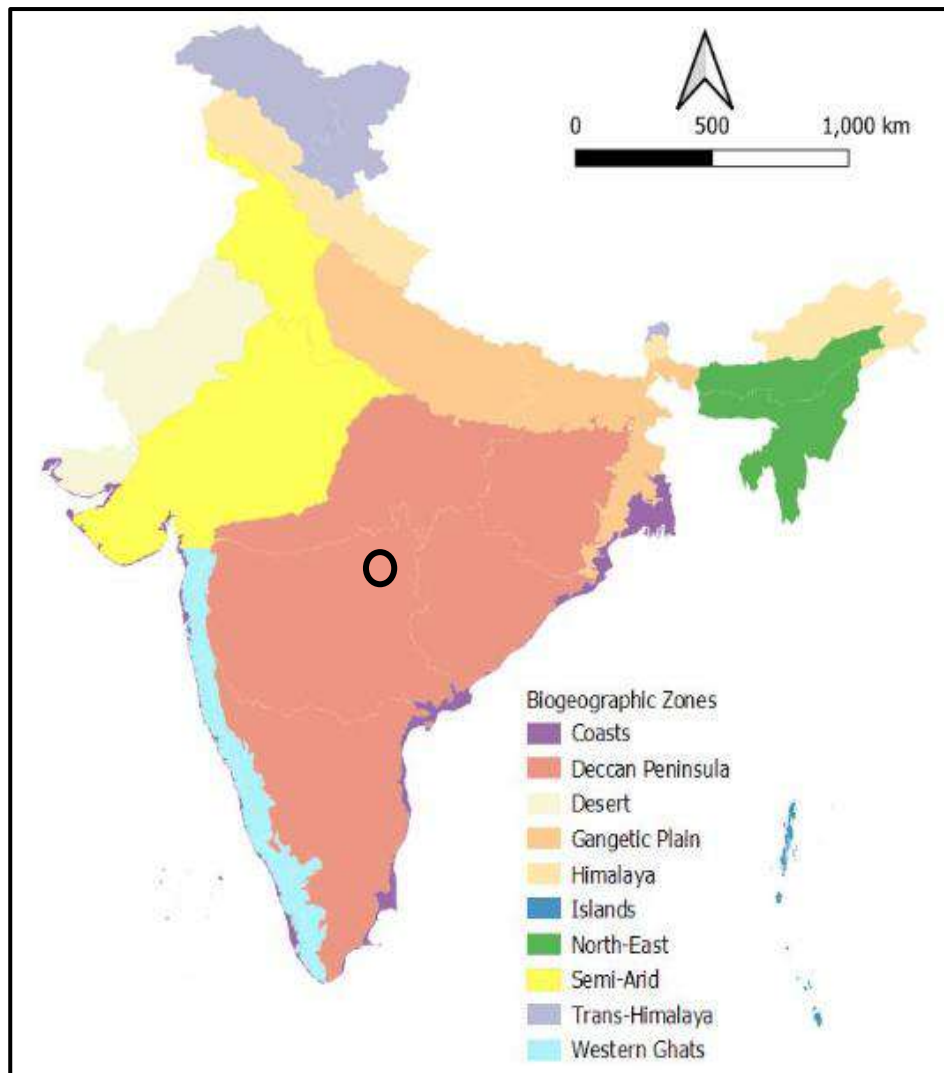 0 500 1,000 km
Biogeographic Zones
Coasts
Deccan Peninsula
Desert
Gangetic Plain
Himalaya
Islands
North-East
Semi-Arid
Trans-Himalaya
Western Ghats